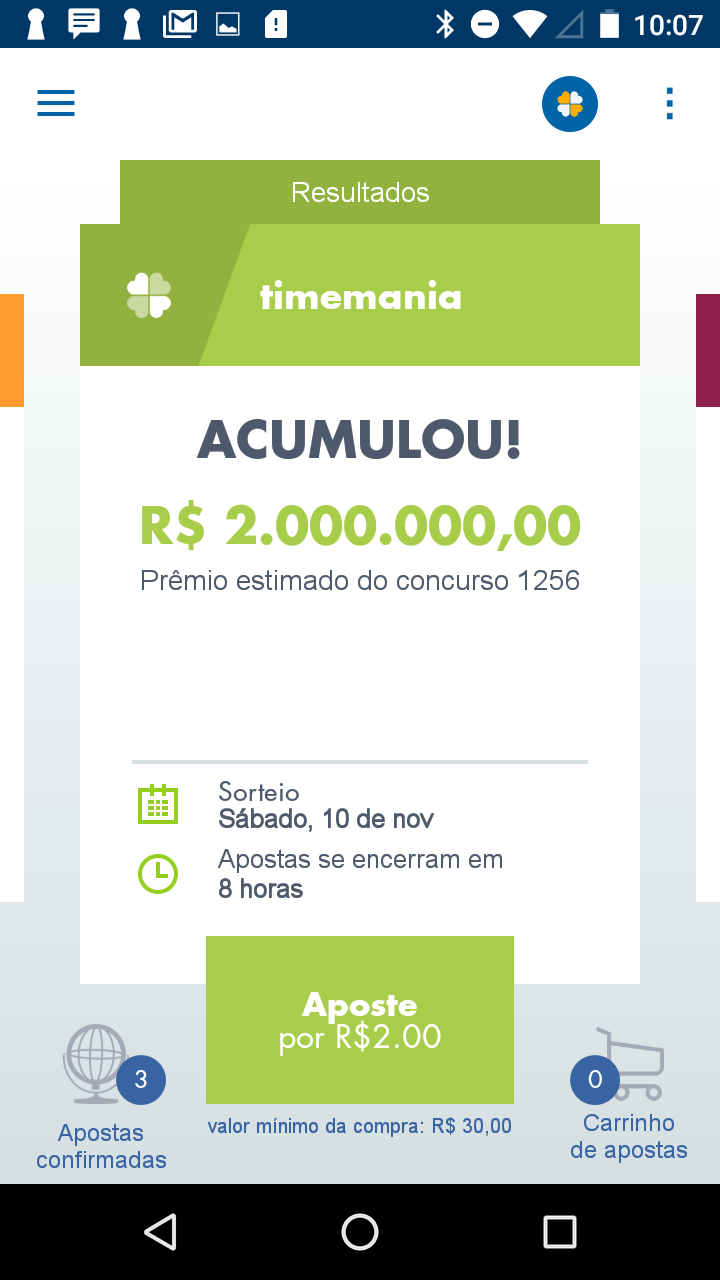 10:07
Resultados
timemania
ACUMULOU!
R$ 2.000.000,00
Prêmio estimado do concurso 1256
Sorteio
Sábado, 10 de nov
Apostas se encerram em
8 horas
Aposte
por R$2.00
valor mínimo da compra: R$ 30,00
3
Apostas
confirmadas
0
Carrinho
de apostas